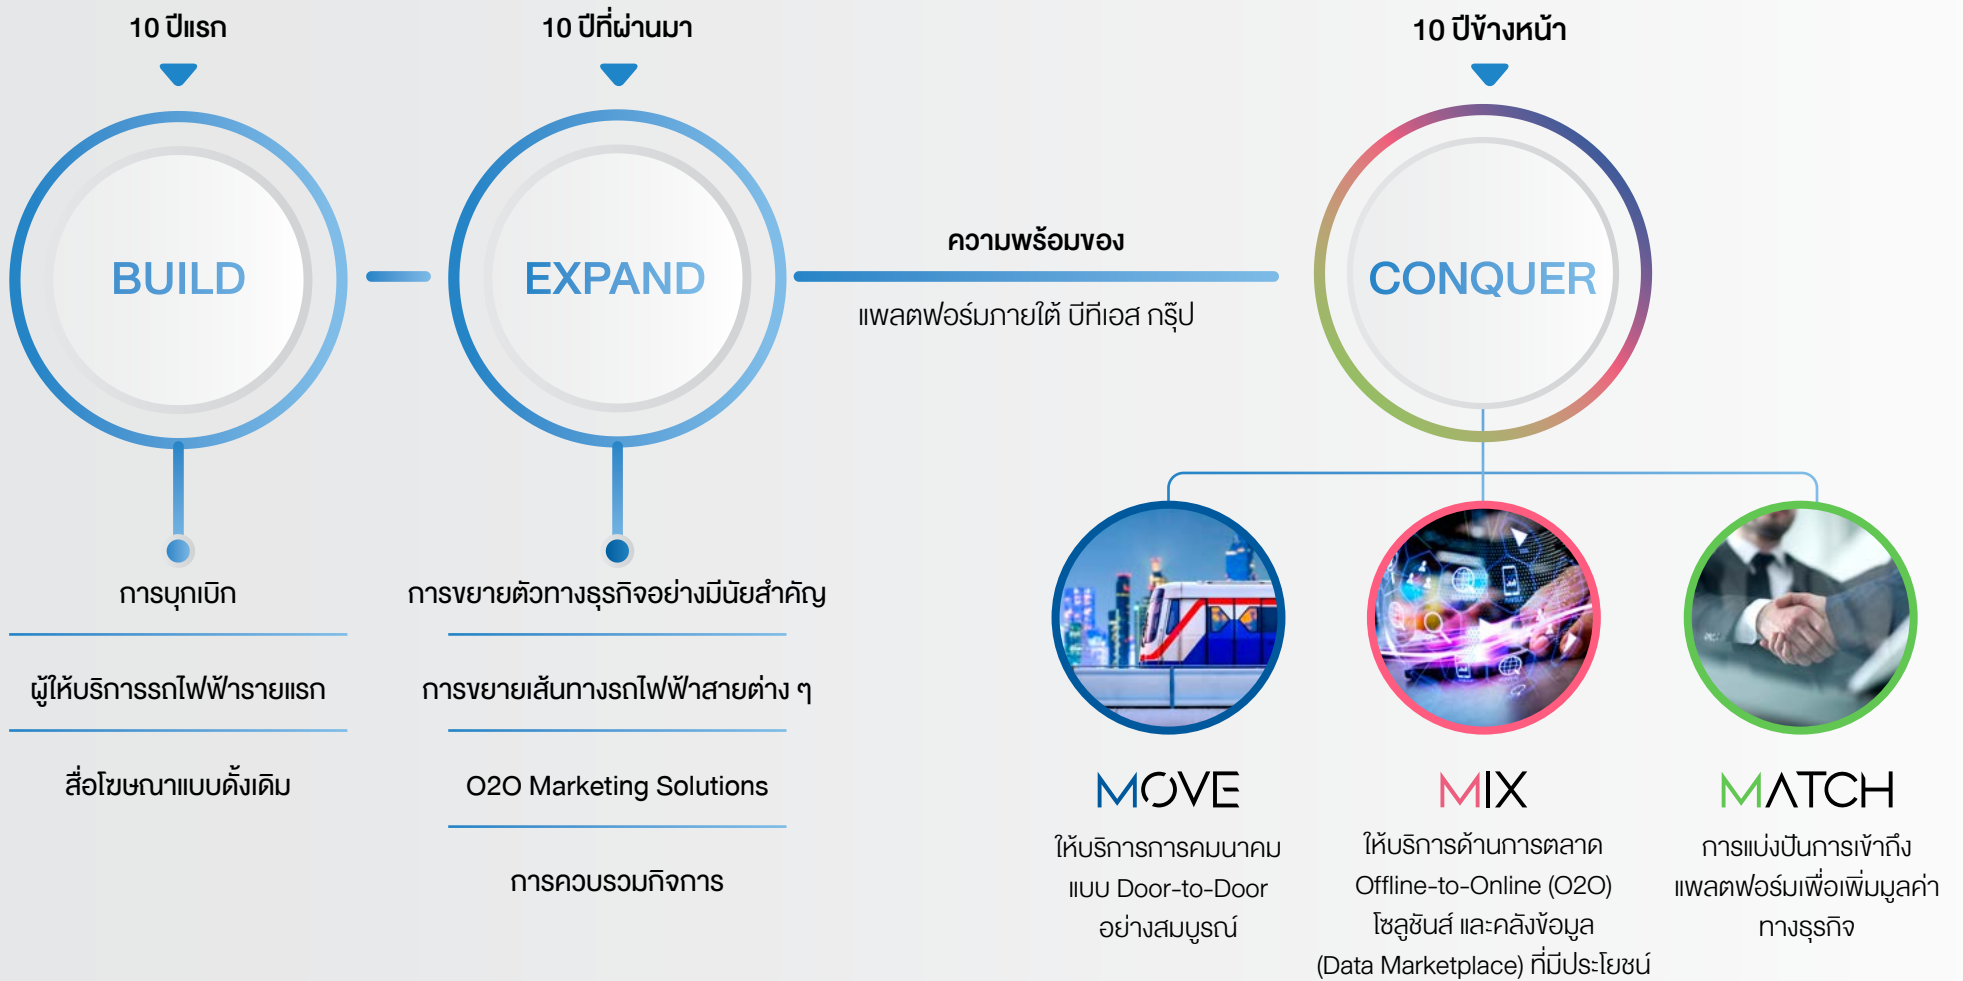 10 ปีแรก
BUILD
การบุกเบิก
ผู้ให้บริการรถไฟฟ้ารายแรก
สื่อโฆษณาแบบดั้งเดิม
10 ปีที่ผ่านมา
EXPAND
การขยายตัวทางธุรกิจอย่างมีนัยสำคัญ
การขยายเส้นทางรถไฟฟ้าสายต่าง ๆ
O2O Marketing Solutions
การควบรวมกิจการ
ความพร้อมของ
แพลตฟอร์มภายใต้ บีทีเอส กรุ๊ป
10 ปีข้างหน้า
CONQUER
MOVE
ให้บริการการคมนาคม
แบบ Door-to-Door
อย่างสมบูรณ์
MIX
ให้บริการด้านการตลาด
Offline-to-Online (O2O)
โซลูชันส์ และคลังข้อมูล
(Data Marketplace) ที่มีประโยชน์
MATCH
การแบ่งปันการเข้าถึง
แพลตฟอร์มเพื่อเพิ่มมูลค่า
ทางธุรกิจ